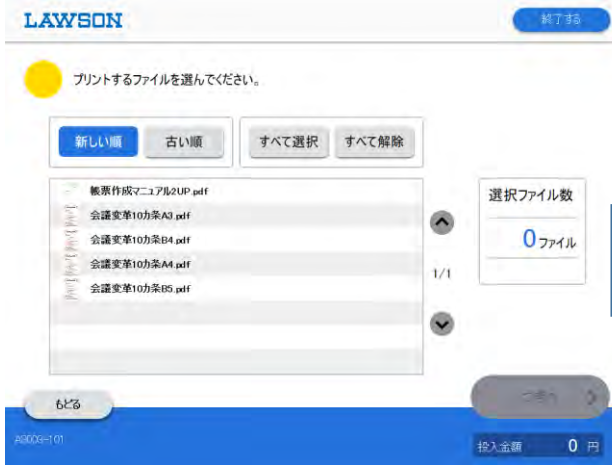 LAWSON
終了する
プリントするファイルを選んでください。
新しい順
古い順
すべて選択
すべて解除
帳票作成マニュアル2UP.pdf
会議変革10カ条A3.pdf
会議変革10カ条B4.pdf
会議変革10カ条A4.pdf
会議変革10カ条B5.pdf
1/1
選択ファイル数
0ファイル
もどる
次へ
A9003-101
投入金額 0 円